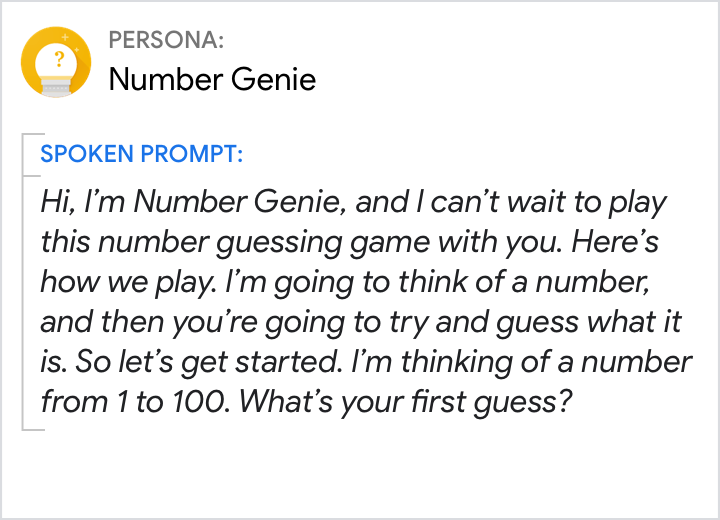 PERSONA:
Number Genie
?
SPOKEN PROMPT:
Hi, I’m Number Genie, and I can’t wait to play
this number guessing game with you. Here’s
how we play. I’m going to think of a number,
and then you’re going to try and guess what it
is. So let’s get started. I’m thinking of a number
from 1 to 100. What’s your first guess?